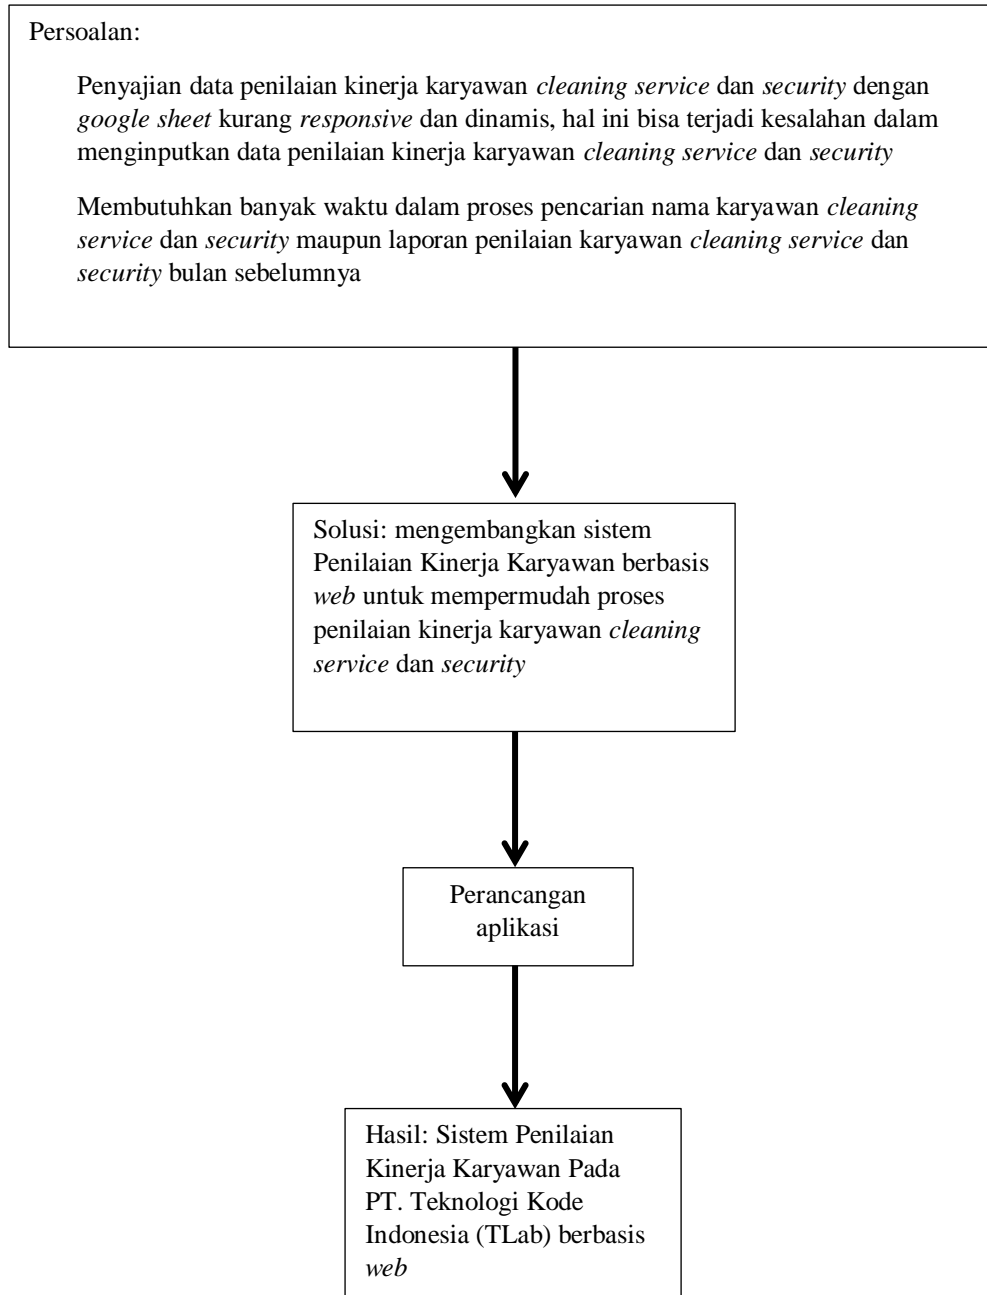 Persoalan:
Penyajian data penilaian kinerja karyawan cleaning service dan security dengan
google sheet kurang responsive dan dinamis, hal ini bisa terjadi kesalahan dalam
menginputkan data penilaian kinerja karyawan cleaning service dan security
Membutuhkan banyak waktu dalam proses pencarian nama karyawan cleaning
service dan security maupun laporan penilaian karyawan cleaning service dan
security bulan sebelumnya
Solusi: mengembangkan sistem
Penilaian Kinerja Karyawan berbasis
web untuk mempermudah proses
penilaian kinerja karyawan cleaning
service dan security
Perancangan
aplikasi
Hasil: Sistem Penilaian
Kinerja Karyawan Pada
PT. Teknologi Kode
Indonesia (TLab) berbasis
web